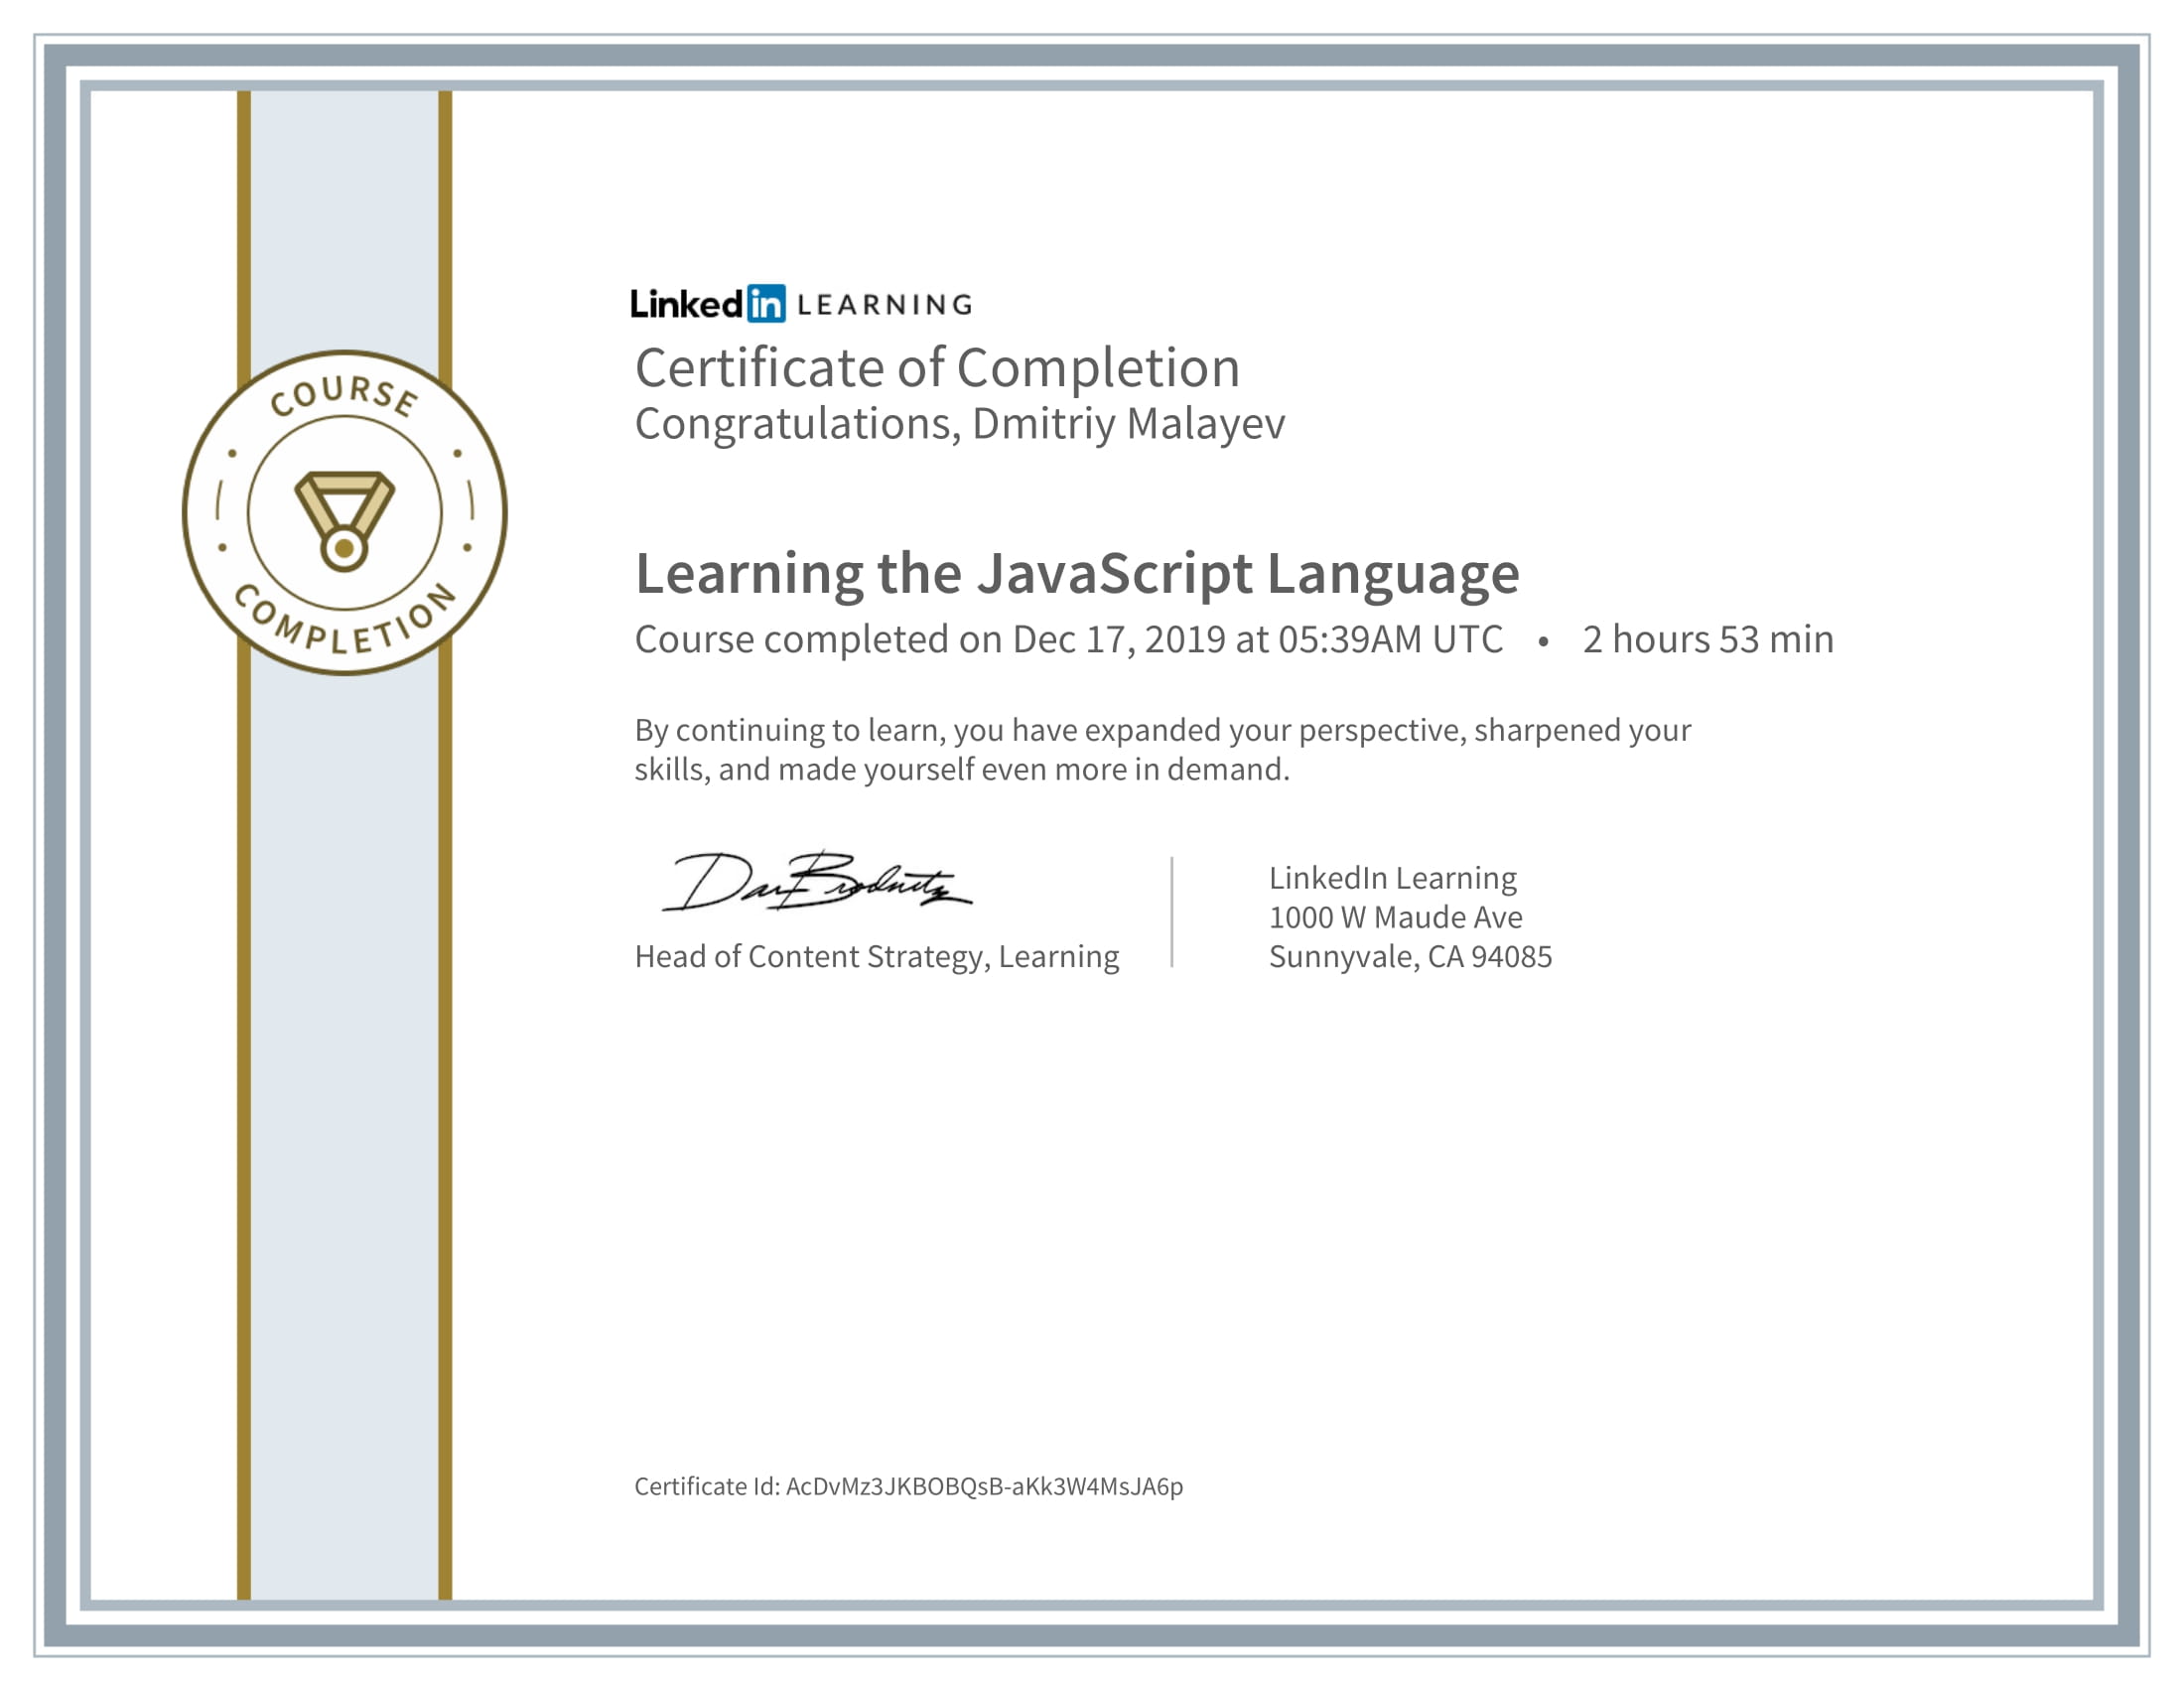 COURSE
COMPLETION
Linked in LEARNING
Certificate of Completion
Congratulations, Dmitriy Malayev
Learning the JavaScript Language
Course completed on Dec 17, 2019 at 05:39AM UTC • 2 hours 53 min
By continuing to learn, you have expanded your perspective, sharpened your
skills, and made yourself even more in demand.
Dan Brodnitz
Head of Content Strategy, Learning
LinkedIn Learning
1000 W Maude Ave
Sunnyvale, CA 94085
Certificate Id: AcDvMz3JKBOBQsB-aKk3W4MsJA6p